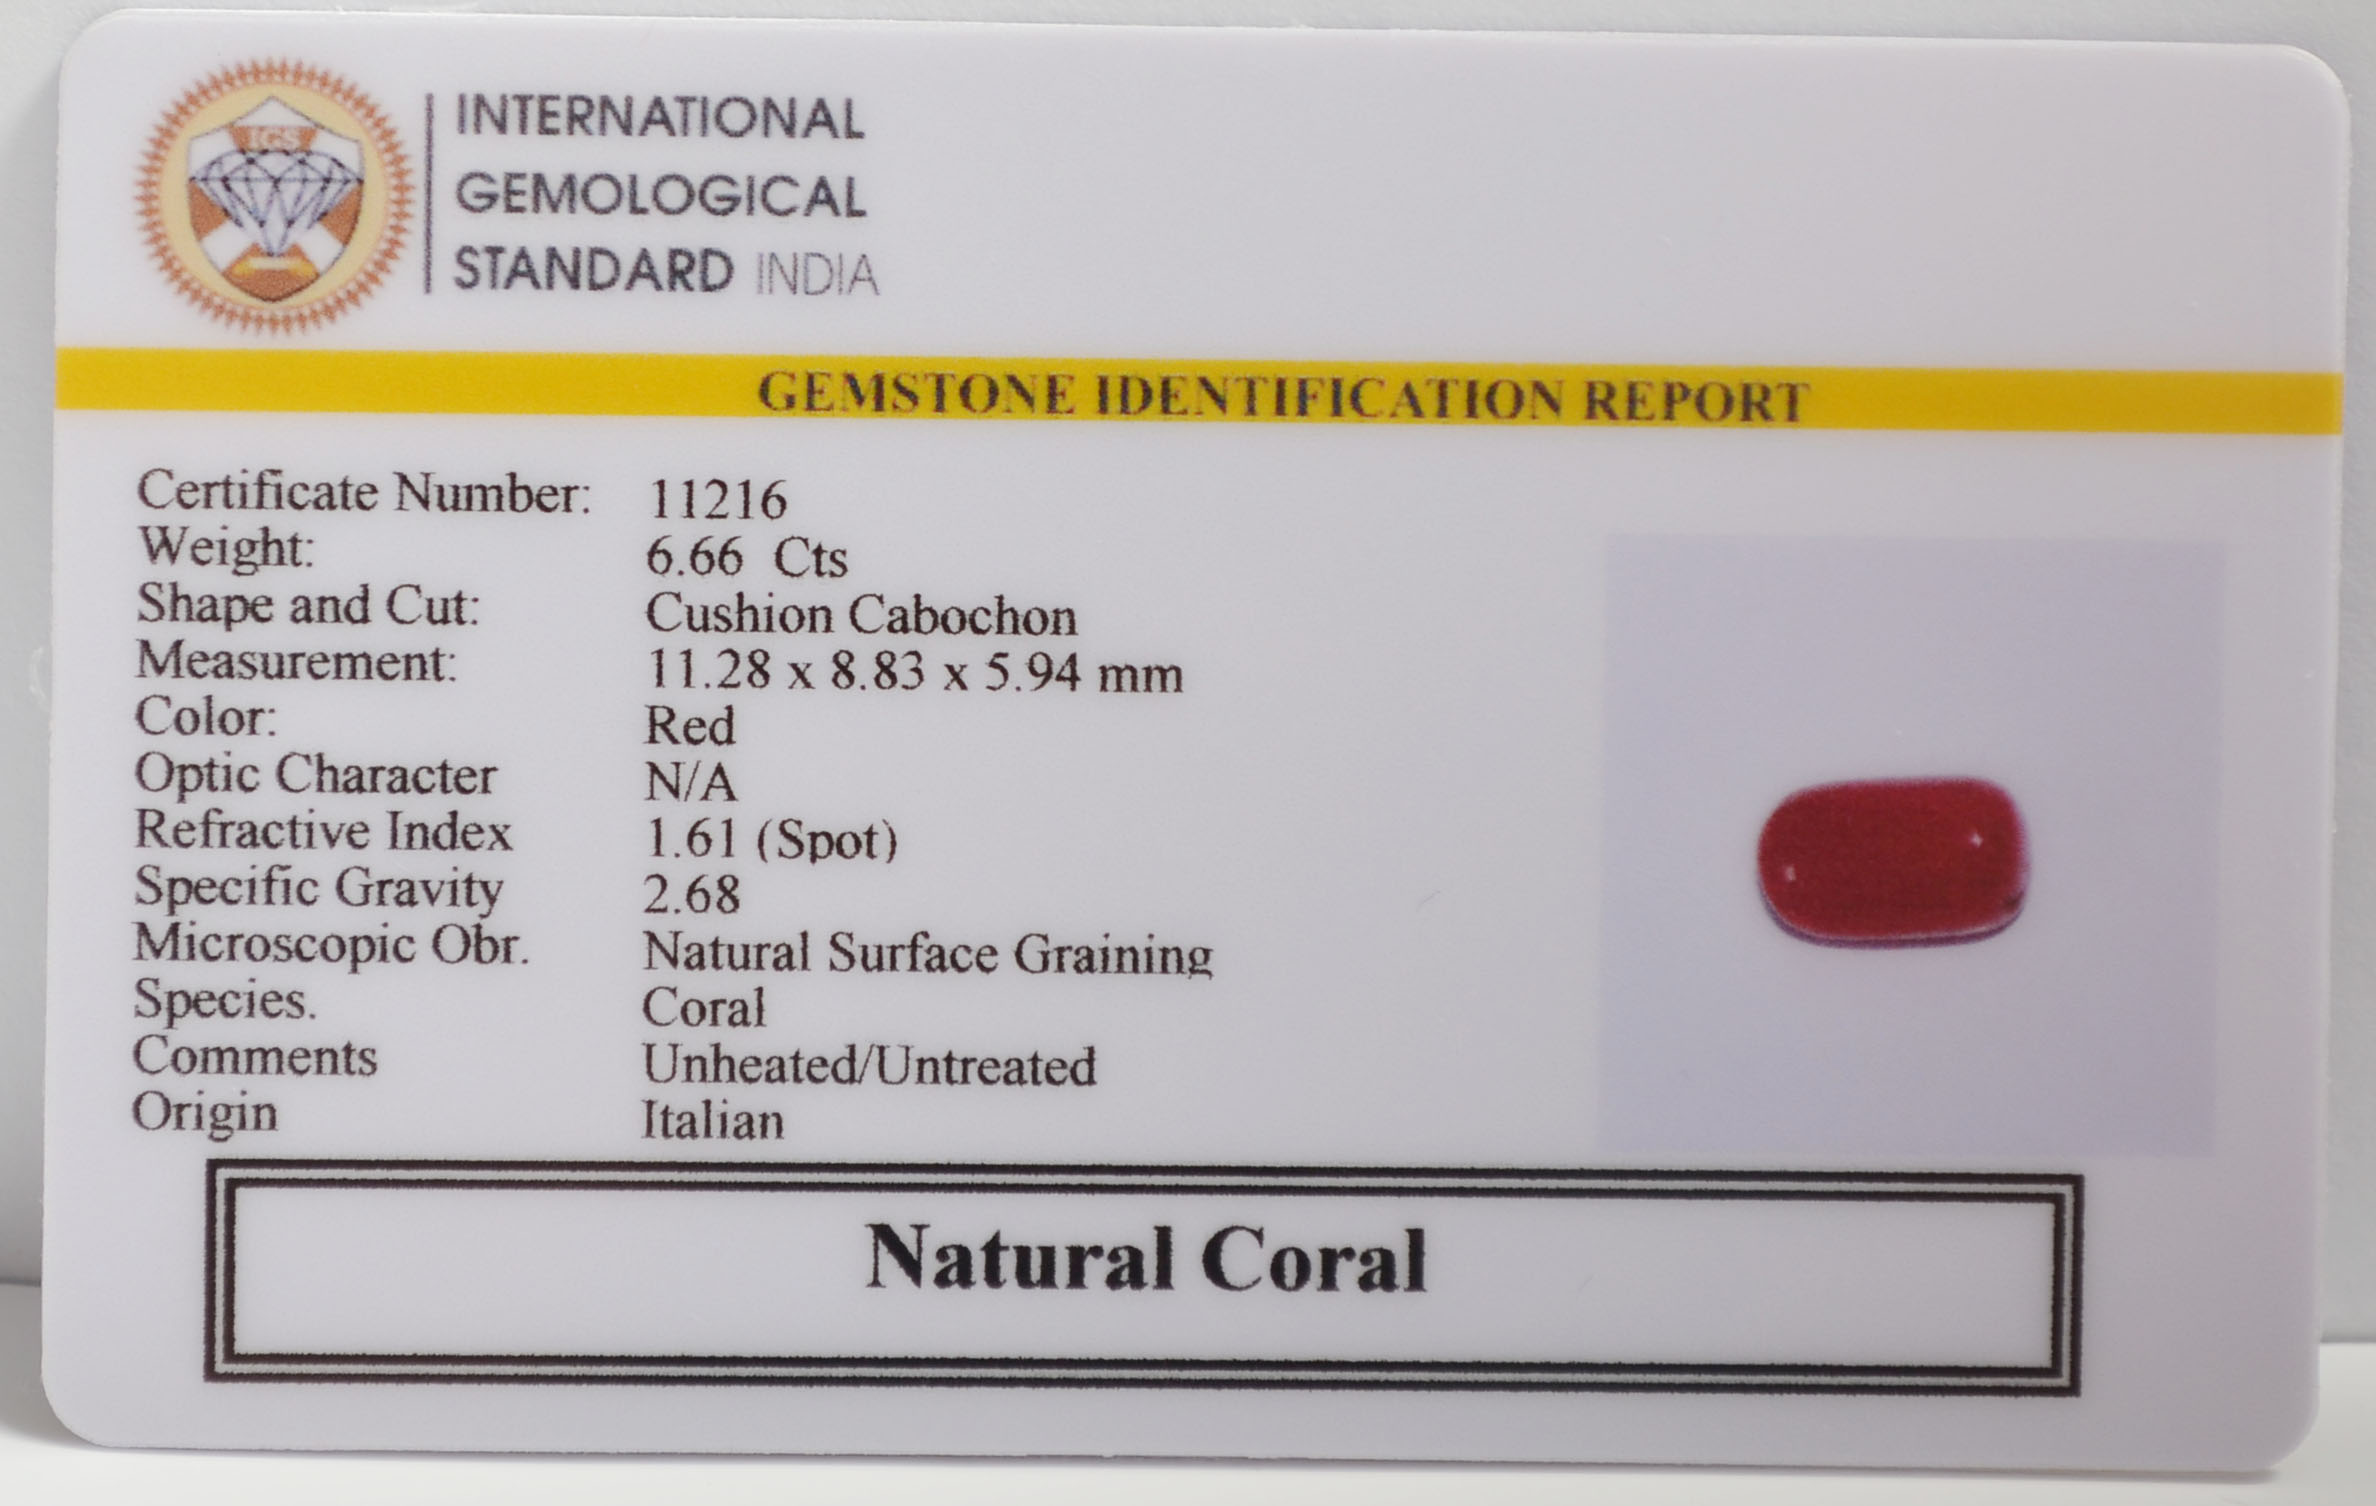 IGS
INTERNATIONAL
GEMOLOGICAL
STANDARD INDIA
GEMSTONE IDENTIFICATION REPORT
Certificate Number: 11216
Weight: 6.66 Cts
Shape and Cut: Cushion Cabochon
Measurement: 11.28 x 8.83 x 5.94 mm
Color: Red
Optic Character N/A
Refractive Index 1.61 (Spot)
Specific Gravity 2.68
Microscopic Obr. Natural Surface Graining
Species. Coral
Comments Unheated/Untreated
Origin Italian
Natural Coral